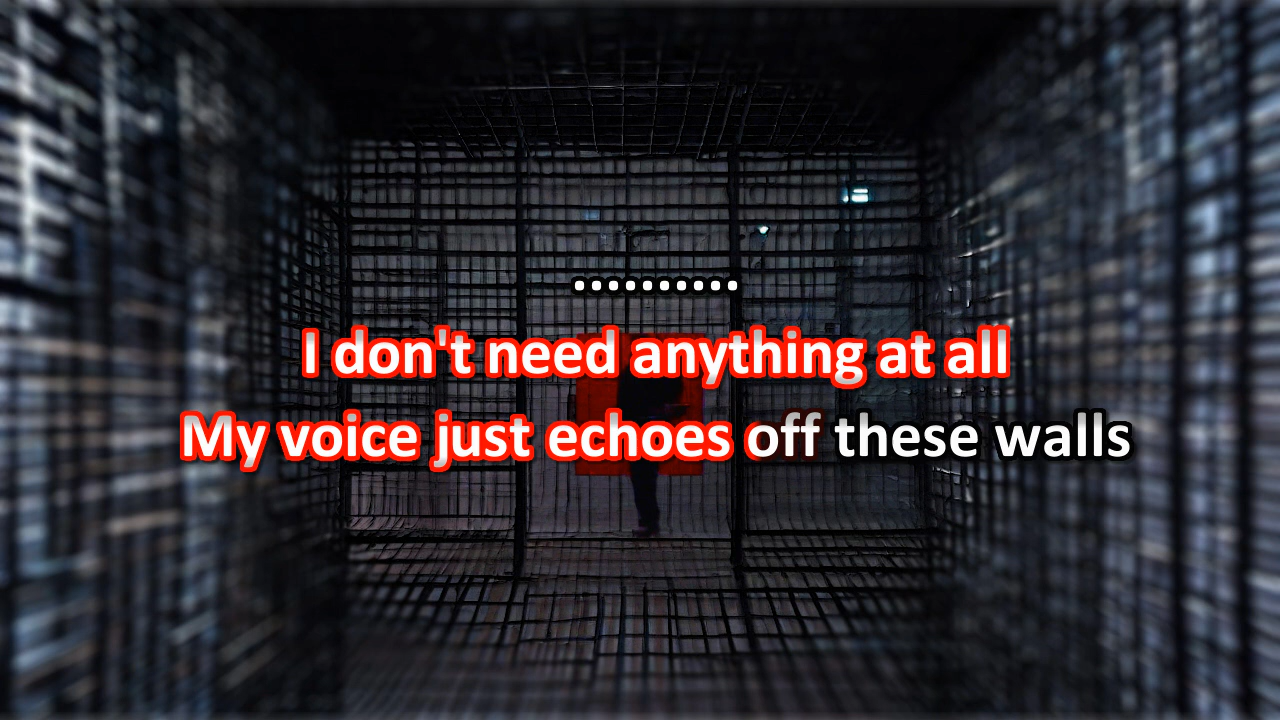 ..........
I don't need anything at all
My voice just echoes off these walls